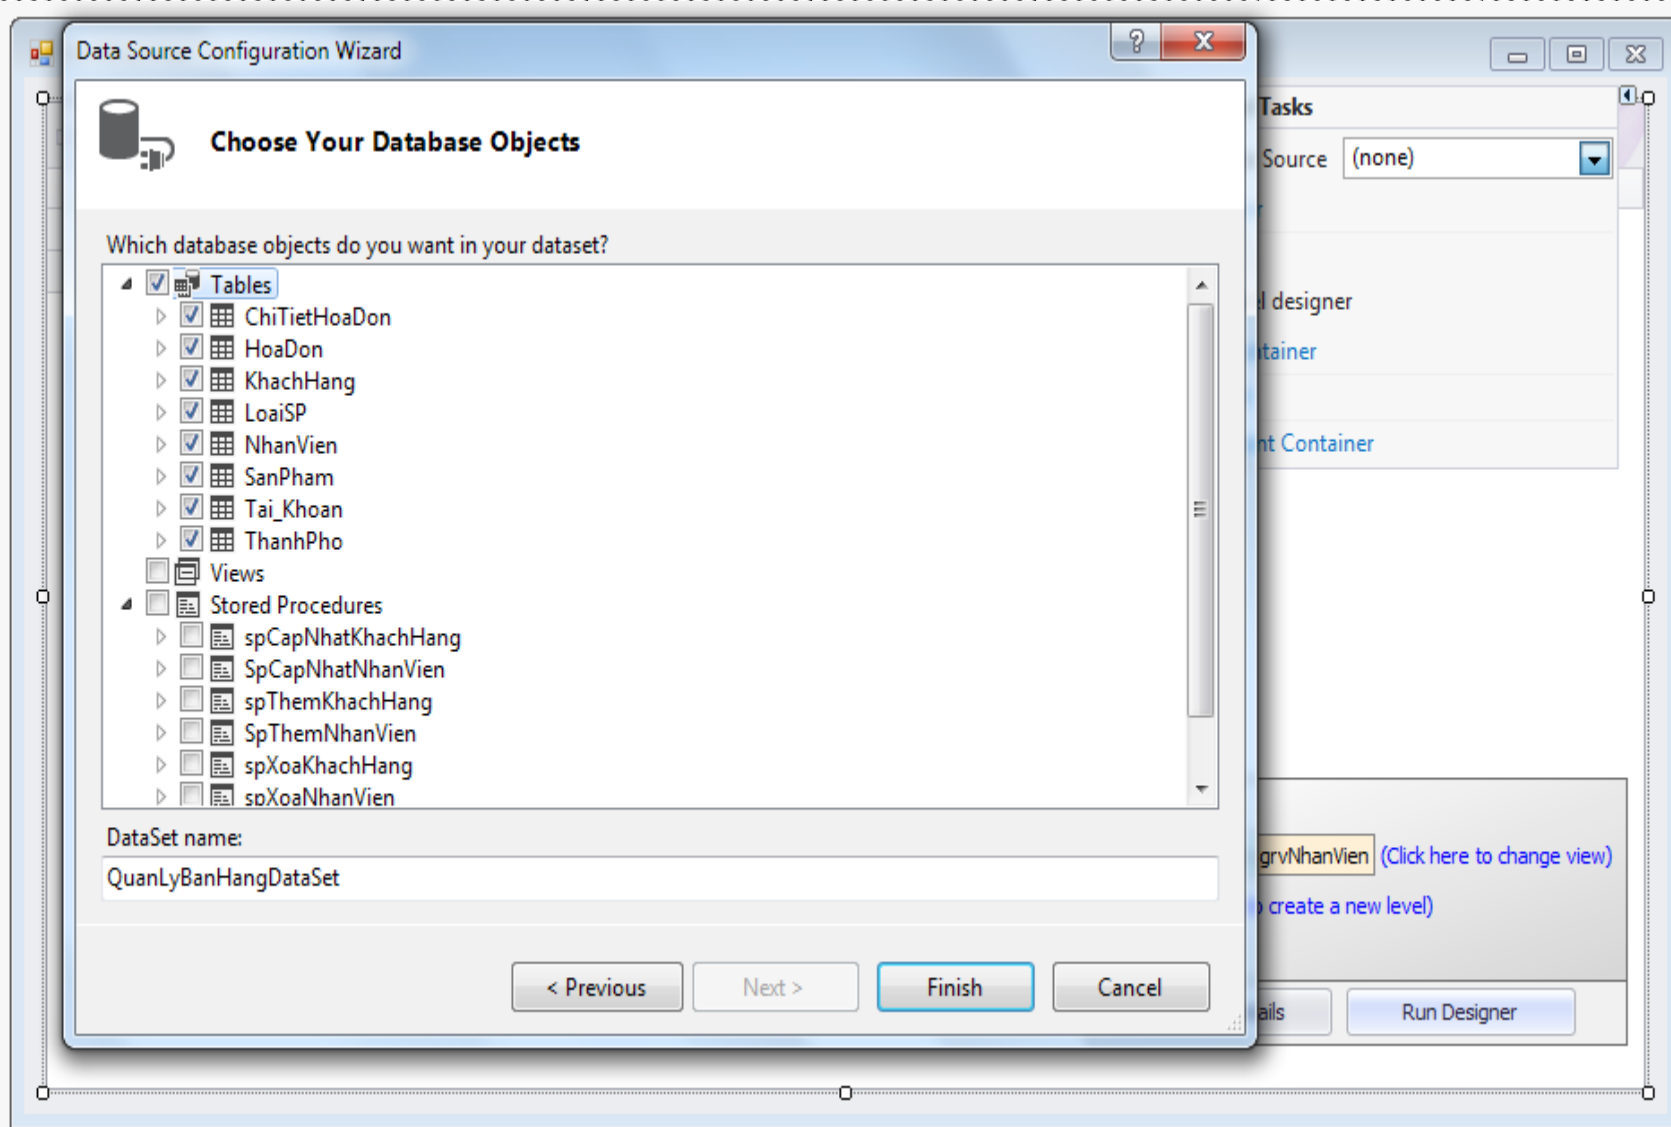 Data Source Configuration Wizard
Choose Your Database Objects
Which database objects do you want in your dataset?
Tables
ChiTietHoaDon
HoaDon
KhachHang
LoaiSP
NhanVien
SanPham
Tai_Khoan
ThanhPho
Views
Stored Procedures
spCapNhatKhachHang
SpCapNhatNhanVien
spThemKhachHang
SpThemNhanVien
spXoaKhachHang
spXoaNhanVien
DataSet name:
QuanLyBanHangDataSet
< Previous
Next >
Finish
Cancel
Tasks
Source (none)
designer
Container
grvNhanVien (Click here to change view)
create a new level)
Run Designer